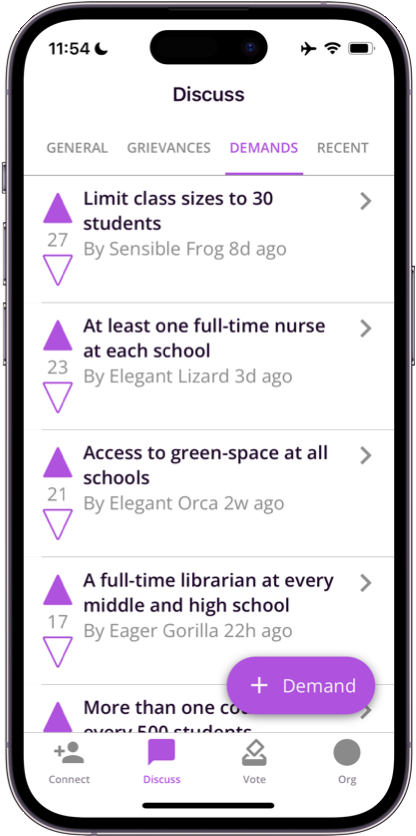 11:54
Discuss
GENERAL GRIEVANCES DEMANDS RECENT
Limit class sizes to 30
students
27
By Sensible Frog 8d ago
At least one full-time nurse
at each school
23
By Elegant Lizard 3d ago
Access to green-space at all
schools
21
By Elegant Orca 2w ago
A full-time librarian at every
middle and high school
17
By Eager Gorilla 22h ago
+ Demand
More than one
every 500 students
Connect Discuss Vote Org